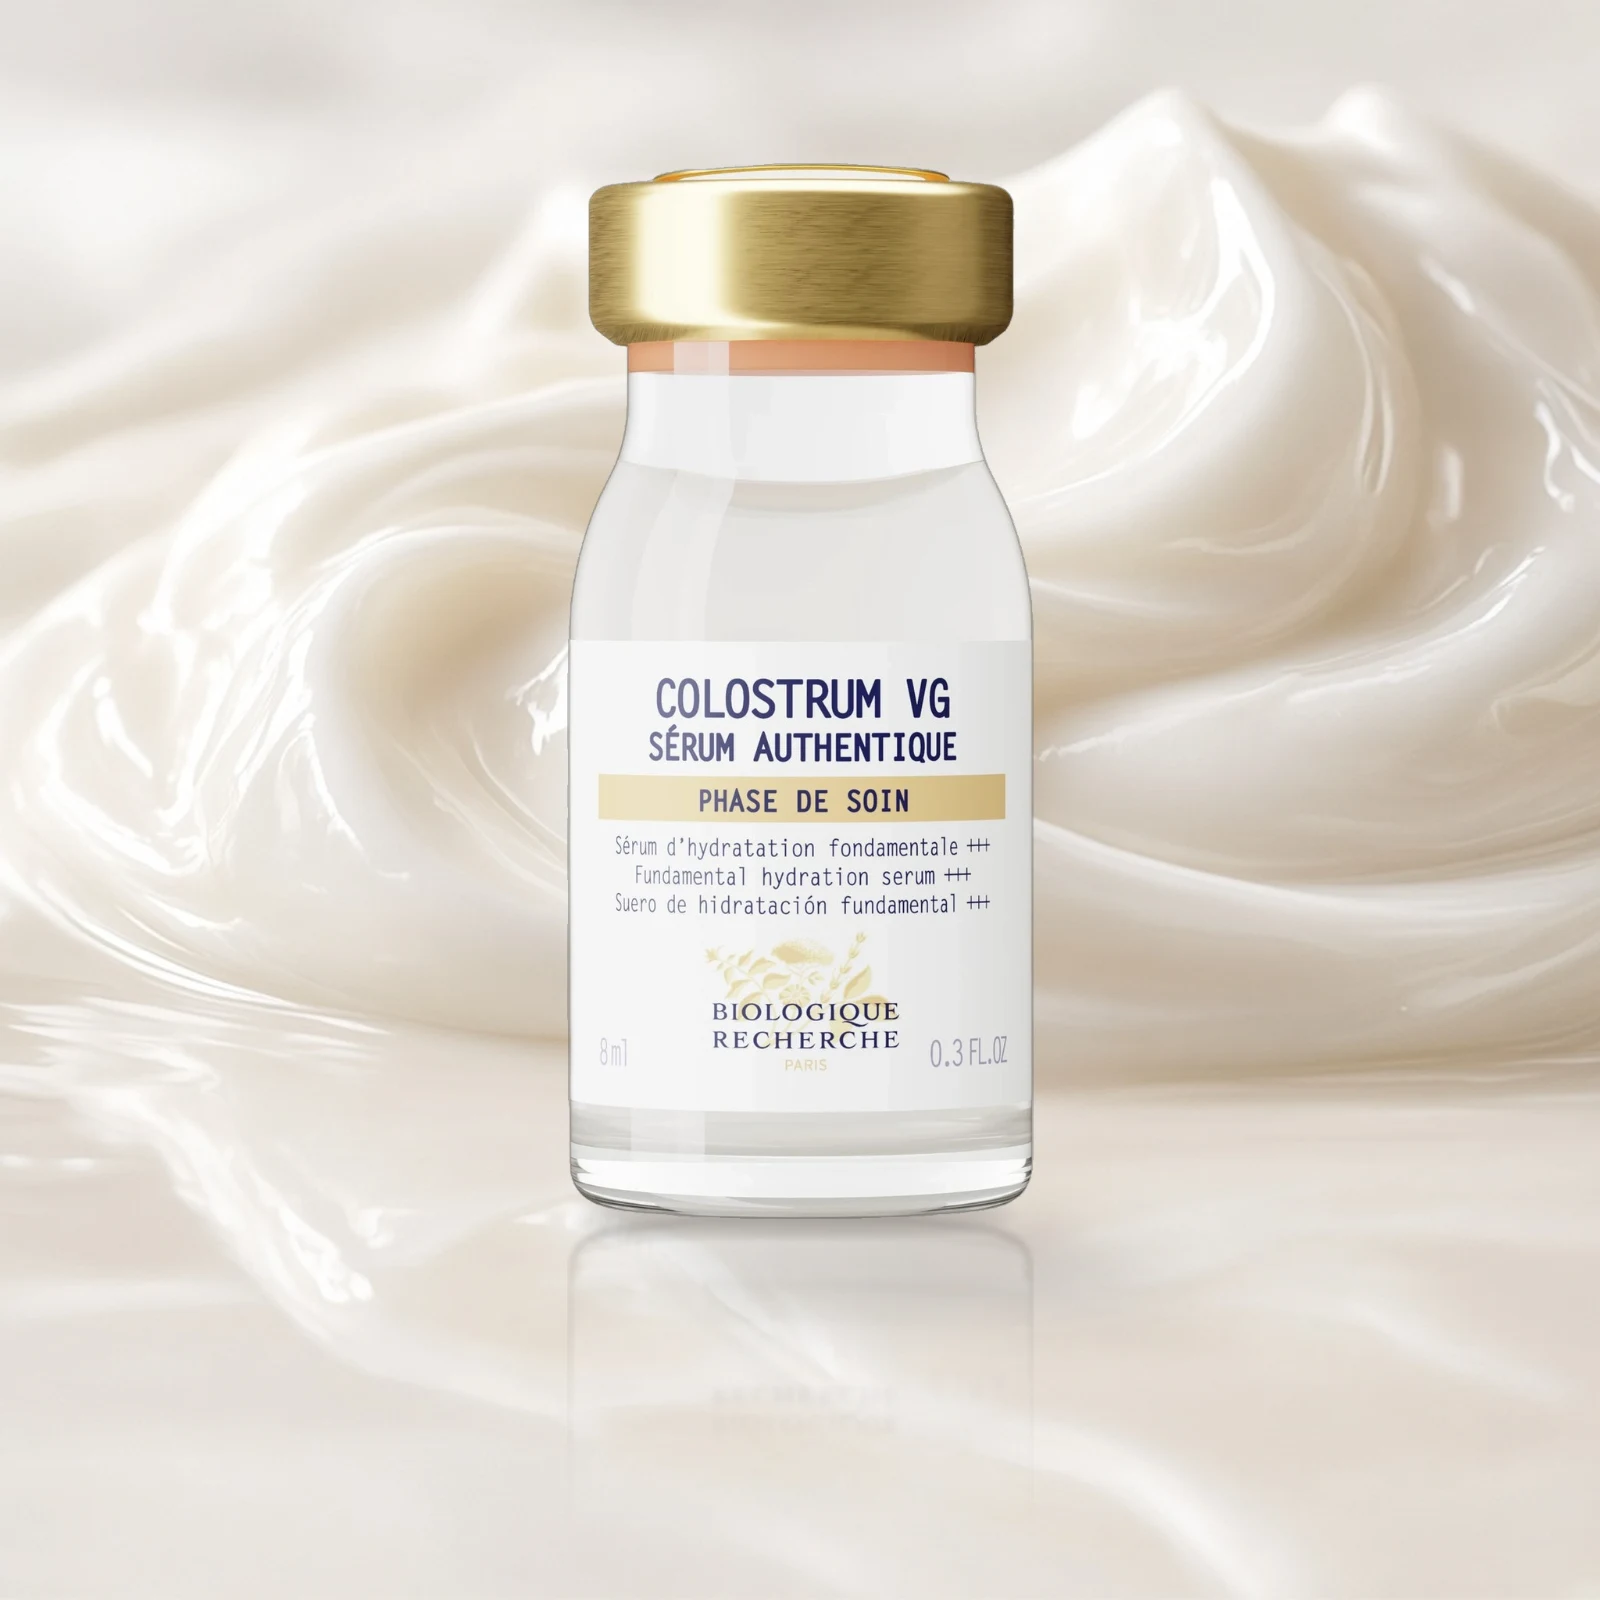 COLOSTRUM VG
SÉRUM AUTHENTIQUE
PHASE DE SOIN
Sérum d'hydratation fondamentale +++
Fundamental hydration serum +++
Suero de hidratación fundamental +++
BIOLOGIQUE
RECHERCHE
PARIS
8ml
0.3 FL.OZ